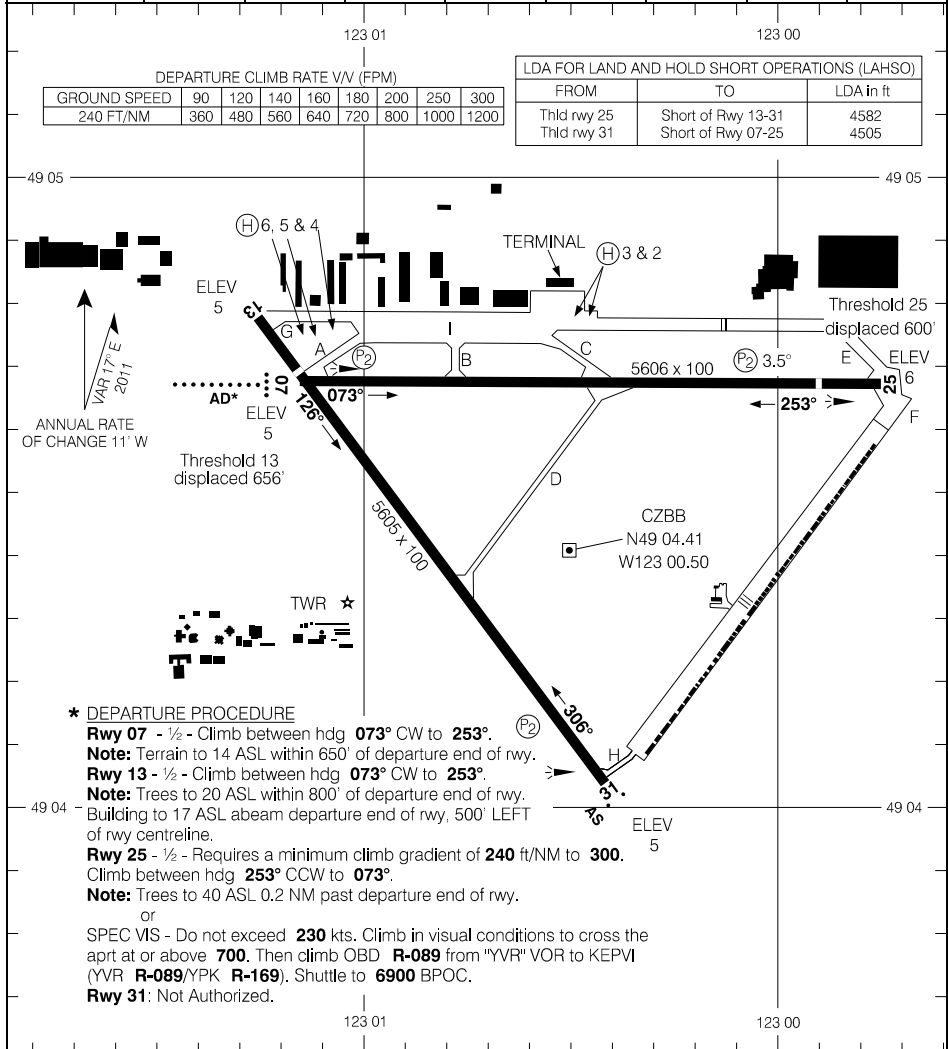 123 01
123 00
DEPARTURE CLIMB RATE V/V (FPM)
GROUND SPEED 90 120 140 160 180 200 250 300
240 FT/NM 360 480 560 640 720 800 1000 1200
LDA FOR LAND AND HOLD SHORT OPERATIONS (LAHSO)
FROM TO LDA in ft
Thld rwy 25 Short of Rwy 13-31 4582
Thld rwy 31 Short of Rwy 07-25 4505
49 05
49 05
H 6, 5 & 4
TERMINAL
H 3 & 2
ELEV
5
13
G
A
P2
I
B
C
Threshold 25
displaced 600'
E
ELEV
6
25
F
VAR 17° E
2011
ANNUAL RATE
OF CHANGE 11' W
AD*
07
ELEV
5
Threshold 13
displaced 656'
126°
073°
5606 x 100
P2 3.5°
253°
D
5605 x 100
CZBB
N49 04.41
W123 00.50
TWR
P2
306°
H
31
AS
ELEV
5
49 04
49 04
* DEPARTURE PROCEDURE
Rwy 07 - ½ - Climb between hdg 073° CW to 253°.
Note: Terrain to 14 ASL within 650' of departure end of rwy.
Rwy 13 - ½ - Climb between hdg 073° CW to 253°.
Note: Trees to 20 ASL within 800' of departure end of rwy.
Building to 17 ASL abeam departure end of rwy, 500' LEFT
of rwy centreline.
Rwy 25 - ½ - Requires a minimum climb gradient of 240 ft/NM to 300.
Climb between hdg 253° CCW to 073°.
Note: Trees to 40 ASL 0.2 NM past departure end of rwy.
or
SPEC VIS - Do not exceed 230 kts. Climb in visual conditions to cross the
aprt at or above 700. Then climb OBD R-089 from "YVR" VOR to KEPVI
(YVR R-089/YPK R-169). Shuttle to 6900 BPOC.
Rwy 31: Not Authorized.
123 01
123 00